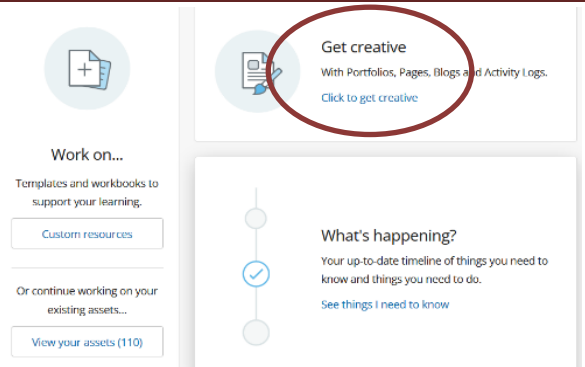 Work on...
Templates and workbooks to
support your learning.
Custom resources
Or continue working on your
existing assets...
View your assets (110)
Get creative
With Portfolios, Pages, Blogs and Activity Logs.
Click to get creative
What's happening?
Your up-to-date timeline of things you need to
know and things you need to do.
See things I need to know